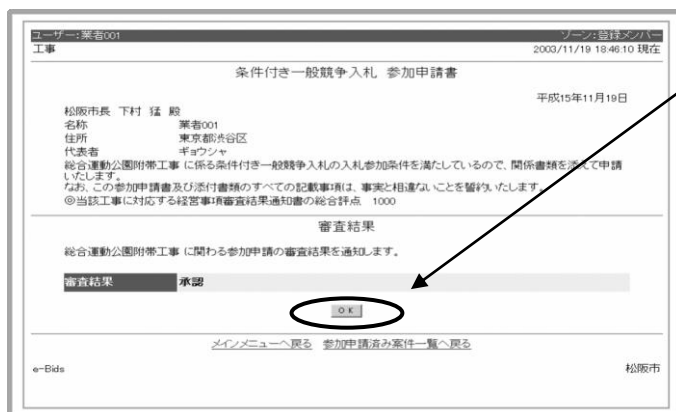 ユーザー:業者001 ゾーン:登録メンバー
工事 2003/11/19 18:46:10 現在
条件付き一般競争入札 参加申請書
平成15年11月19日
松阪市長 下村 猛 殿
名称 業者001
住所 東京都渋谷区
代表者 ギョウシャ
総合運動公園附帯工事 に係る条件付き一般競争入札の入札参加条件を満たしているので、関係書類を添えて申請
いたします。
なお、この参加申請書及び添付書類のすべての記載事項は、事実と相違ないことを誓約いたします。
◎当該工事に対応する経営事項審査結果通知書の総合評点 1000
審査結果
総合運動公園附帯工事 に関わる参加申請の審査結果を通知します。
審査結果 承認
OK
メインメニューへ戻る 参加申請済み案件一覧へ戻る
e-Bids 松阪市